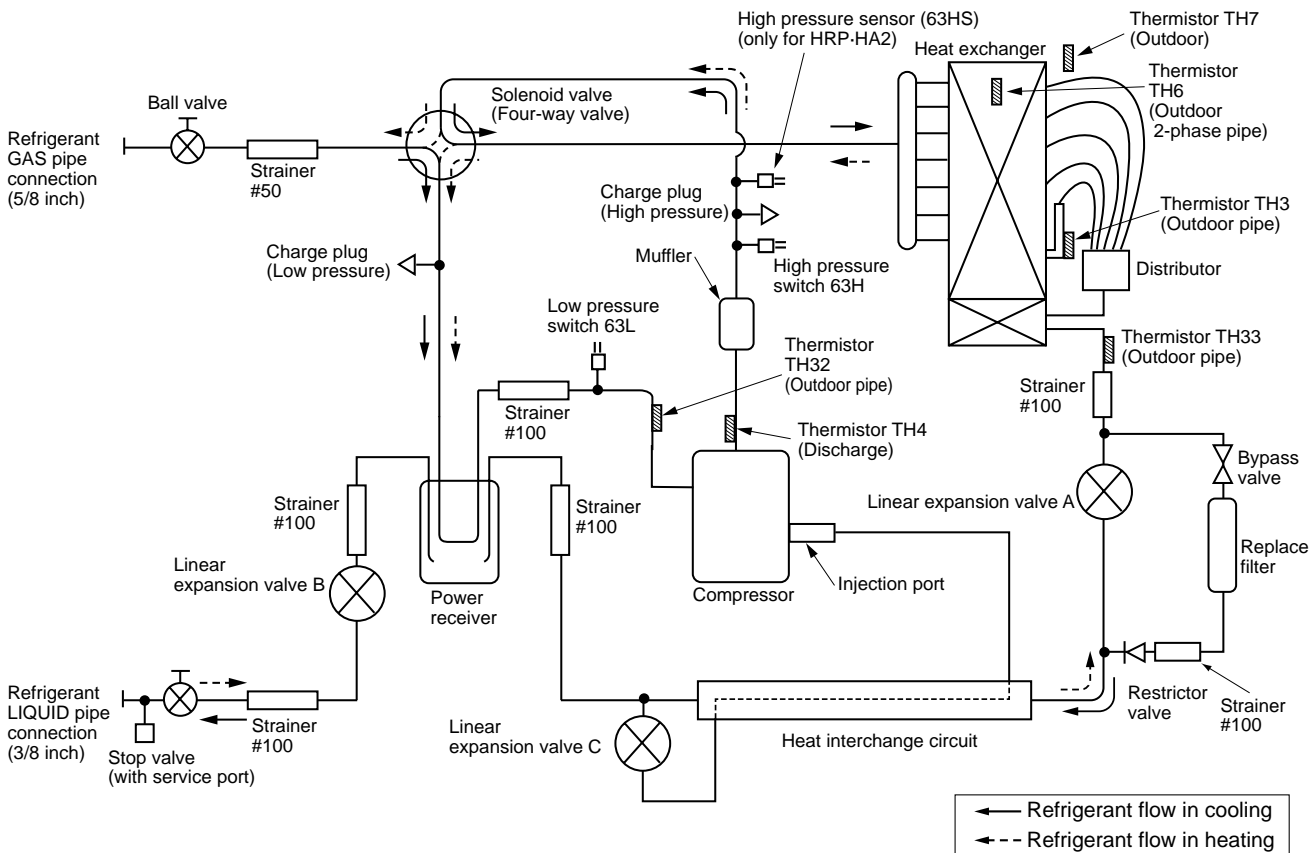 High pressure sensor (63HS)
(only for HRP·HA2)
Thermistor TH7
(Outdoor)
Heat exchanger
Thermistor
TH6
(Outdoor
2-phase pipe)
Ball valve
Solenoid valve
(Four-way valve)
Refrigerant
GAS pipe
connection
(5/8 inch)
Strainer
#50
Charge plug
(High pressure)
Thermistor TH3
(Outdoor pipe)
Charge plug
(Low pressure)
Muffler
High pressure
switch 63H
Distributor
Low pressure
switch 63L
Thermistor
TH32
(Outdoor pipe)
Thermistor TH33
(Outdoor pipe)
Strainer
#100
Strainer
#100
Thermistor TH4
(Discharge)
Bypass
valve
Strainer
#100
Strainer
#100
Linear expansion valve A
Replace
filter
Linear
expansion valve B
Power
receiver
Compressor
Injection port
Refrigerant
LIQUID pipe
connection
(3/8 inch)
Strainer
#100
Stop valve
(with service port)
Linear
expansion valve C
Heat interchange circuit
Restrictor
valve
Strainer
#100
Refrigerant flow in cooling
Refrigerant flow in heating